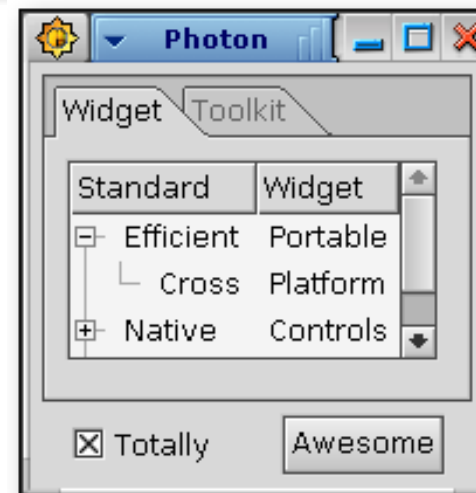 Photon
Widget Toolkit
Standard Widget
Efficient Portable
Cross Platform
Native Controls
Totally Awesome